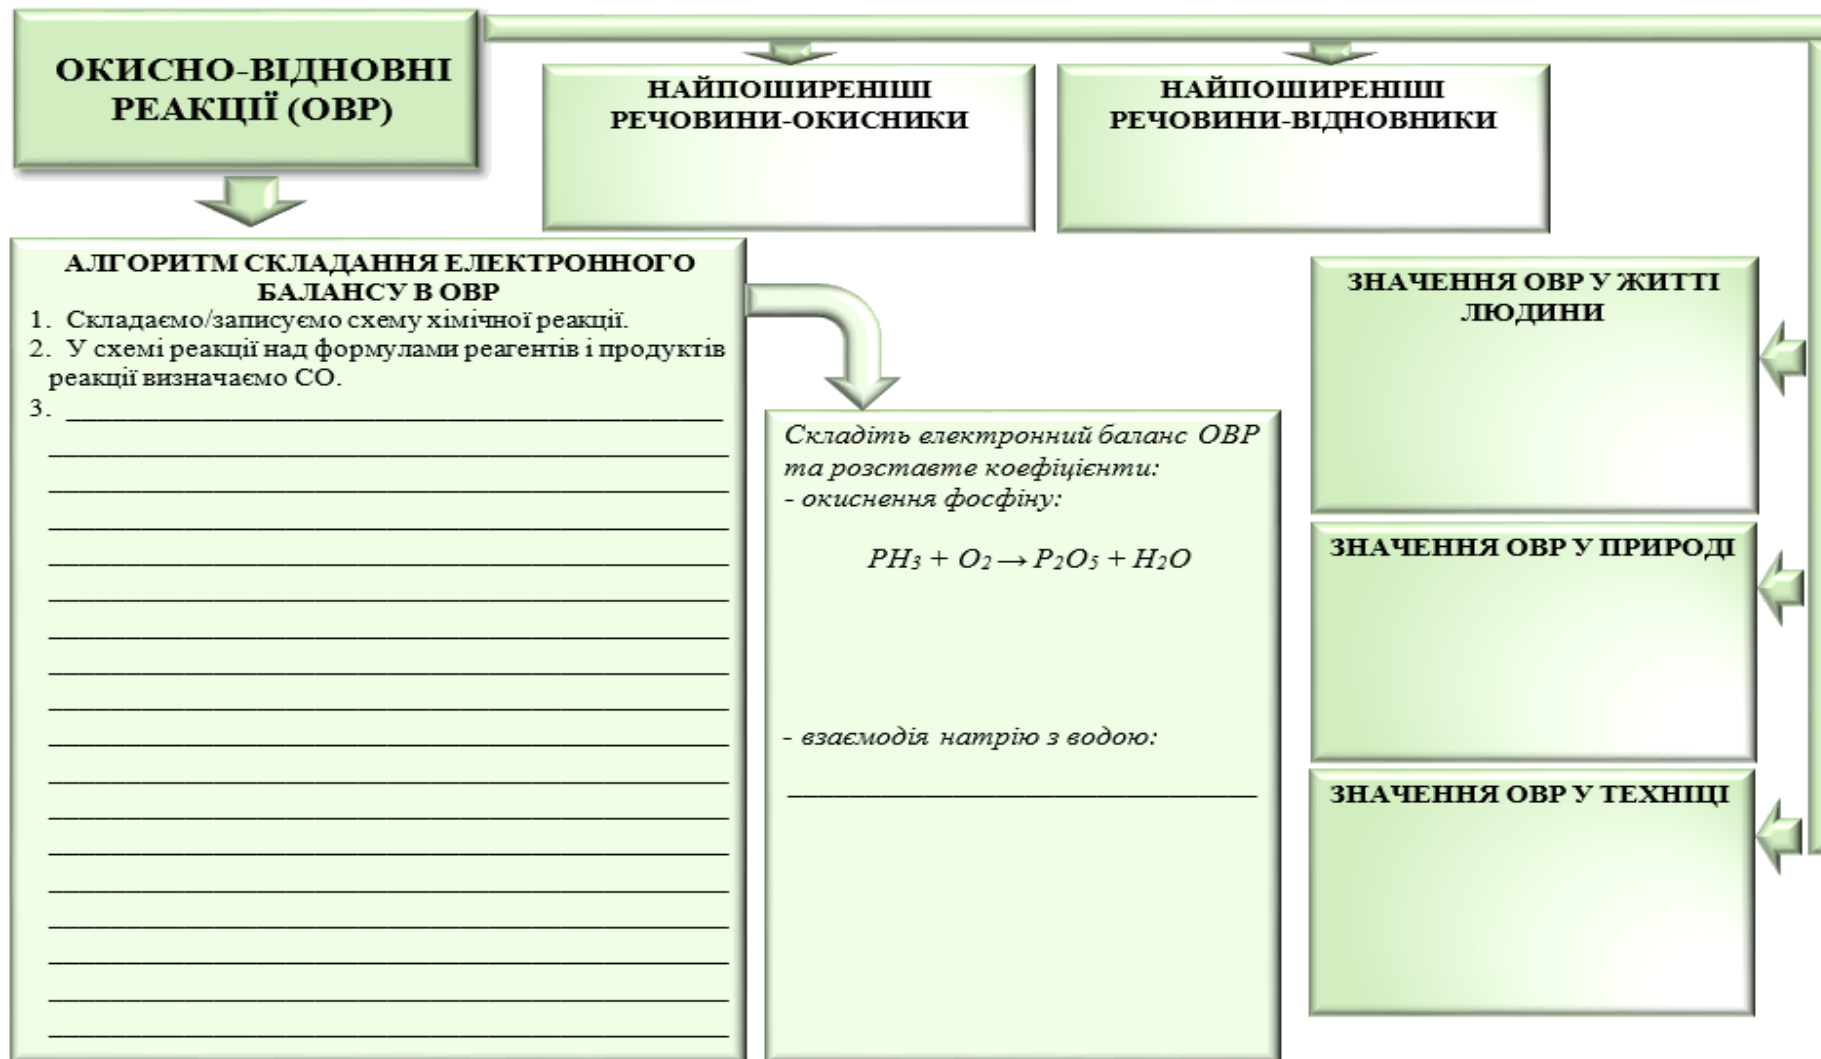 ОКИСНО-ВІДНОВНІ
РЕАКЦІЇ (ОВР)
НАЙПОШИРЕНІШІ
РЕЧОВИНИ-ОКИСНИКИ
НАЙПОШИРЕНІШІ
РЕЧОВИНИ-ВІДНОВНИКИ
АЛГОРИТМ СКЛАДАННЯ ЕЛЕКТРОННОГО
БАЛАНСУ В ОВР
1. Складаємо/записуємо схему хімічної реакції.
2. У схемі реакції над формулами реагентів і продуктів
реакції визначаємо СО.
3.
Складіть електронний баланс ОВР
та розставте коефіцієнти:
- окиснення фосфіну:
PH₃ + O₂ → P₂O₅ + H₂O
- взаємодія натрію з водою:
ЗНАЧЕННЯ ОВР У ЖИТТІ
ЛЮДИНИ
ЗНАЧЕННЯ ОВР У ПРИРОДІ
ЗНАЧЕННЯ ОВР У ТЕХНІЦІ